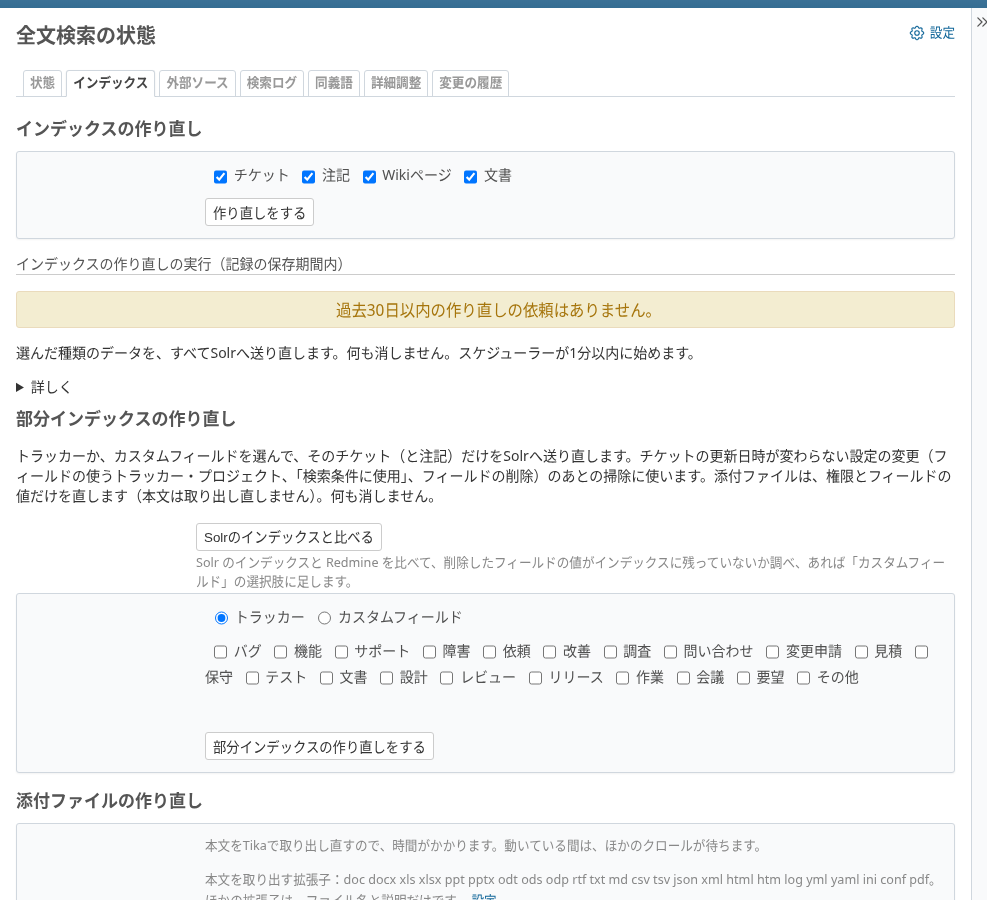 全文検索の状態
設定
状態 インデックス 外部ソース 検索ログ 同義語 詳細調整 変更の履歴
インデックスの作り直し
チケット 注記 Wikiページ 文書
作り直しをする
インデックスの作り直しの実行（記録の保存期間内）
過去30日以内の作り直しの依頼はありません。
選んだ種類のデータを、すべてSolrへ送り直します。何も消しません。スケジューラーが1分以内に始めます。
詳しく
部分インデックスの作り直し
トラッカーか、カスタムフィールドを選んで、そのチケット（と注記）だけをSolrへ送り直します。チケットの更新日時が変わらない設定の変更（フ
ィールドの使うトラッカー・プロジェクト、「検索条件に使用」、フィールドの削除）のあとの掃除に使います。添付ファイルは、権限とフィールドの
値だけを直します（本文は取り出し直しません）。何も消しません。
Solrのインデックスと比べる
Solr のインデックスと Redmine を比べて、削除したフィールドの値がインデックスに残っていないか調べ、あれば「カスタムフィー
ルド」の選択肢に足します。
トラッカー カスタムフィールド
バグ 機能 サポート 障害 依頼 改善 調査 問い合わせ 変更申請 見積
保守 テスト 文書 設計 レビュー リリース 作業 会議 要望 その他
部分インデックスの作り直しをする
添付ファイルの作り直し
本文をTikaで取り出し直すので、時間がかかります。動いている間は、ほかのクロールが待ちます。
本文を取り出す拡張子：doc docx xls xlsx ppt pptx odt ods odp rtf txt md csv tsv json xml html htm log yml yaml ini conf pdf。
ほかの拡張子は、ファイル名と説明だけです。 設定